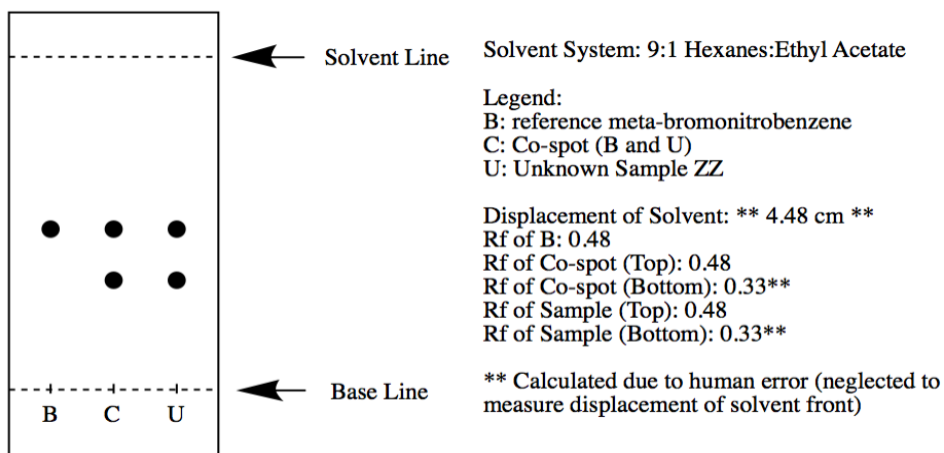 Solvent Line
Base Line
B C U
Solvent System: 9:1 Hexanes:Ethyl Acetate
Legend:
B: reference meta-bromonitrobenzene
C: Co-spot (B and U)
U: Unknown Sample ZZ
Displacement of Solvent: ** 4.48 cm **
Rf of B: 0.48
Rf of Co-spot (Top): 0.48
Rf of Co-spot (Bottom): 0.33**
Rf of Sample (Top): 0.48
Rf of Sample (Bottom): 0.33**
** Calculated due to human error (neglected to
measure displacement of solvent front)